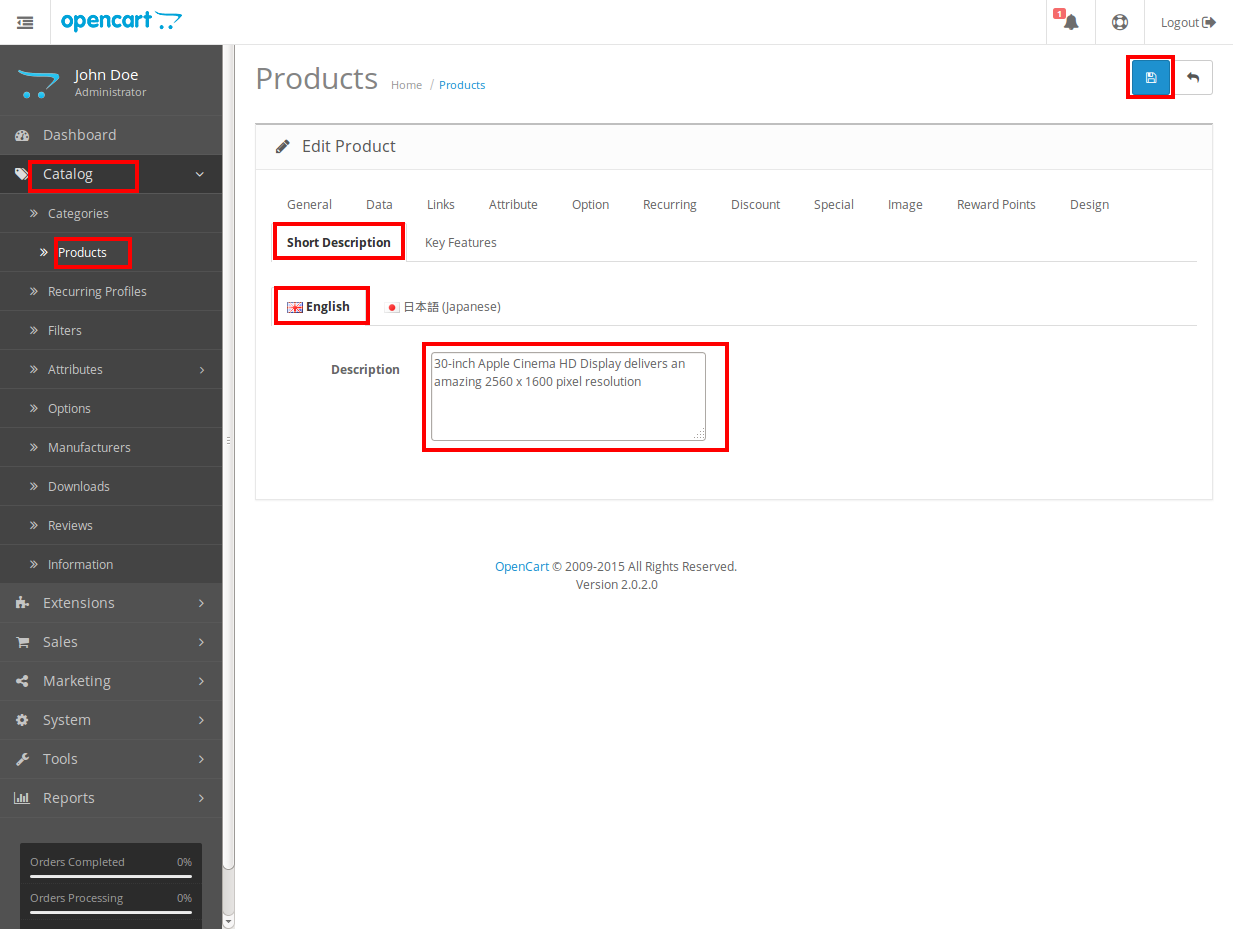 opencart
1
Logout
John Doe
Administrator
Dashboard
Catalog
Categories
Products
Recurring Profiles
Filters
Attributes
Options
Manufacturers
Downloads
Reviews
Information
Extensions
Sales
Marketing
System
Tools
Reports
Orders Completed 0%
Orders Processing 0%
Products Home / Products
Edit Product
General Data Links Attribute Option Recurring Discount Special Image Reward Points Design
Short Description Key Features
English 日本語 (Japanese)
Description
30-inch Apple Cinema HD Display delivers an
amazing 2560 x 1600 pixel resolution
OpenCart © 2009-2015 All Rights Reserved.
Version 2.0.2.0